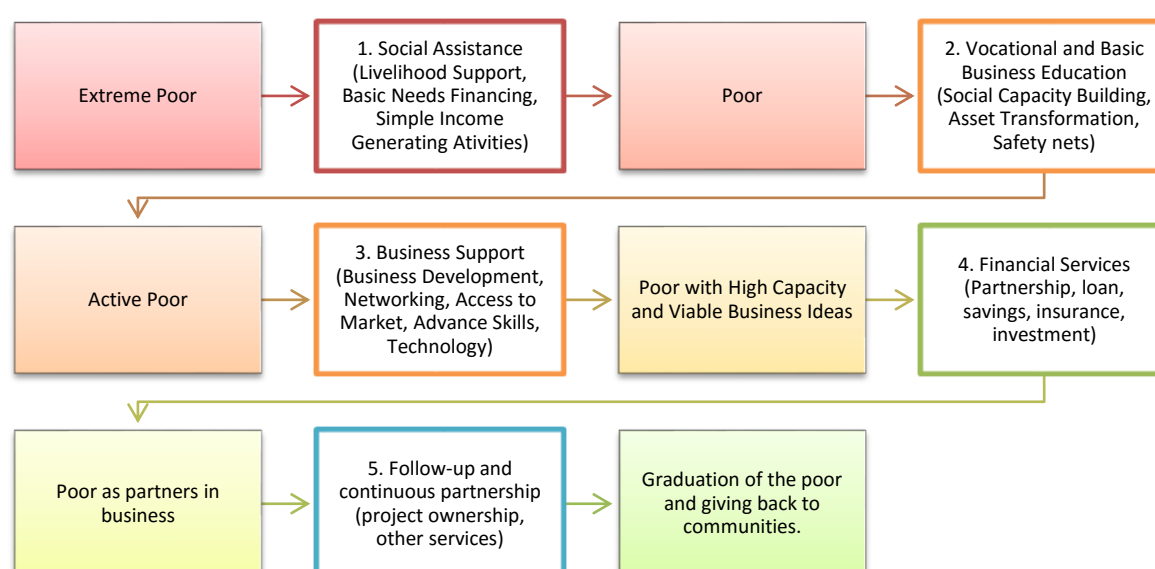 Extreme Poor
1. Social Assistance
(Livelihood Support,
Basic Needs Financing,
Simple Income
Generating Ativities)
Poor
2. Vocational and Basic
Business Education
(Social Capacity Building,
Asset Transformation,
Safety nets)
Active Poor
3. Business Support
(Business Development,
Networking, Access to
Market, Advance Skills,
Technology)
Poor with High Capacity
and Viable Business Ideas
4. Financial Services
(Partnership, loan,
savings, insurance,
investment)
Poor as partners in
business
5. Follow-up and
continuous partnership
(project ownership,
other services)
Graduation of the poor
and giving back to
communities.